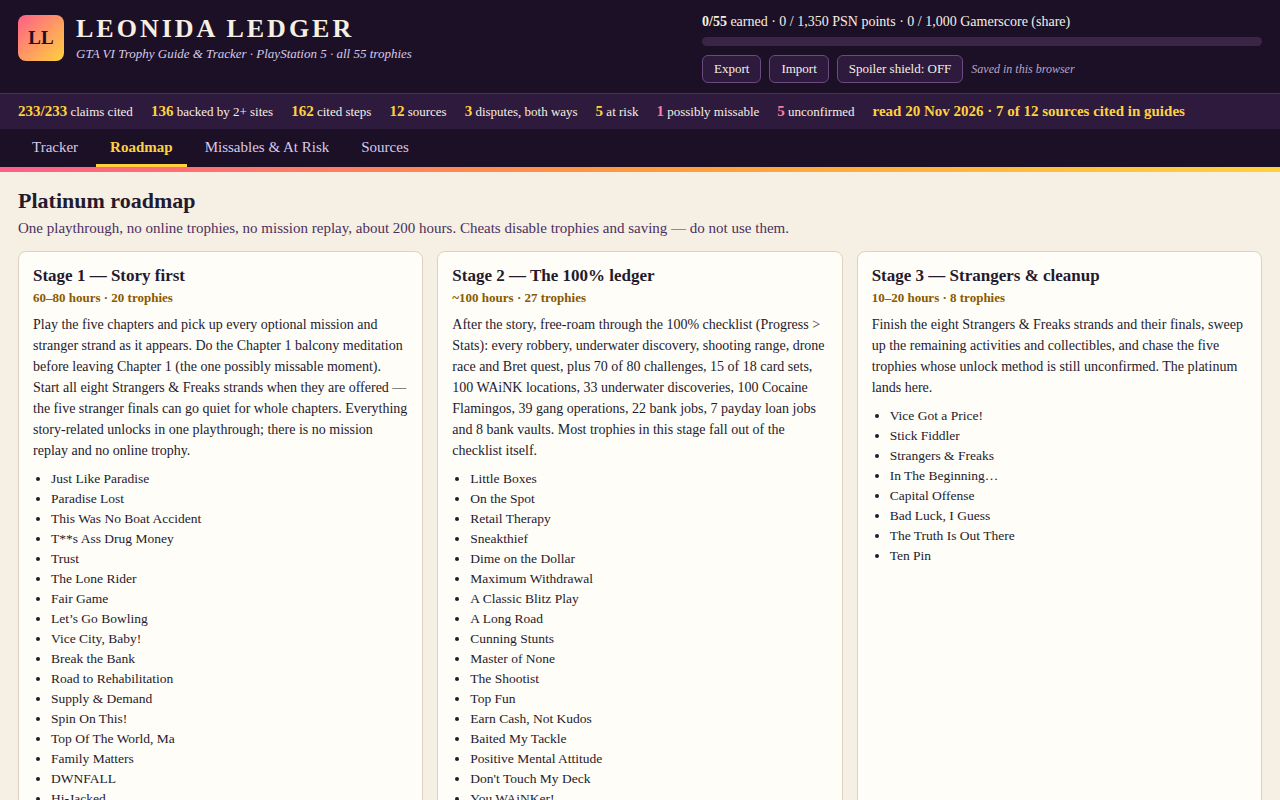 LL
LEONIDA LEDGER
GTA VI Trophy Guide & Tracker · PlayStation 5 · all 55 trophies
0/55 earned · 0 / 1,350 PSN points · 0 / 1,000 Gamerscore (share)
Export
Import
Spoiler shield: OFF
Saved in this browser
233/233 claims cited
136 backed by 2+ sites
162 cited steps
12 sources
3 disputes, both ways
5 at risk
1 possibly missable
5 unconfirmed
read 20 Nov 2026 · 7 of 12 sources cited in guides
Tracker
Roadmap
Missables & At Risk
Sources
Platinum roadmap
One playthrough, no online trophies, no mission replay, about 200 hours. Cheats disable trophies and saving — do not use them.
Stage 1 — Story first
60–80 hours · 20 trophies
Play the five chapters and pick up every optional mission and
stranger strand as it appears. Do the Chapter 1 balcony meditation
before leaving Chapter 1 (the one possibly missable moment).
Start all eight Strangers & Freaks strands when they are offered —
the five stranger finals can go quiet for whole chapters. Everything
story-related unlocks in one playthrough; there is no mission
replay and no online trophy.
• Just Like Paradise
• Paradise Lost
• This Was No Boat Accident
• T**s Ass Drug Money
• Trust
• The Lone Rider
• Fair Game
• Let’s Go Bowling
• Vice City, Baby!
• Break the Bank
• Road to Rehabilitation
• Supply & Demand
• Spin On This!
• Top Of The World, Ma
• Family Matters
• DWNFALL
• Hi-Jacked
Stage 2 — The 100% ledger
~100 hours · 27 trophies
After the story, free-roam through the 100% checklist (Progress >
Stats): every robbery, underwater discovery, shooting range, drone
race and Bret quest, plus 70 of 80 challenges, 15 of 18 card sets,
100 WAiNK locations, 33 underwater discoveries, 100 Cocaine
Flamingos, 39 gang operations, 22 bank jobs, 7 payday loan jobs
and 8 bank vaults. Most trophies in this stage fall out of the
checklist itself.
• Little Boxes
• On the Spot
• Retail Therapy
• Sneakthief
• Dime on the Dollar
• Maximum Withdrawal
• A Classic Blitz Play
• A Long Road
• Cunning Stunts
• Master of None
• The Shootist
• Top Fun
• Earn Cash, Not Kudos
• Baited My Tackle
• Positive Mental Attitude
• Don't Touch My Deck
• You WAiNKer!
Stage 3 — Strangers & cleanup
10–20 hours · 8 trophies
Finish the eight Strangers & Freaks strands and their finals, sweep
up the remaining activities and collectibles, and chase the five
trophies whose unlock method is still unconfirmed. The platinum
lands here.
• Vice Got a Price!
• Stick Fiddler
• Strangers & Freaks
• In The Beginning…
• Capital Offense
• Bad Luck, I Guess
• The Truth Is Out There
• Ten Pin